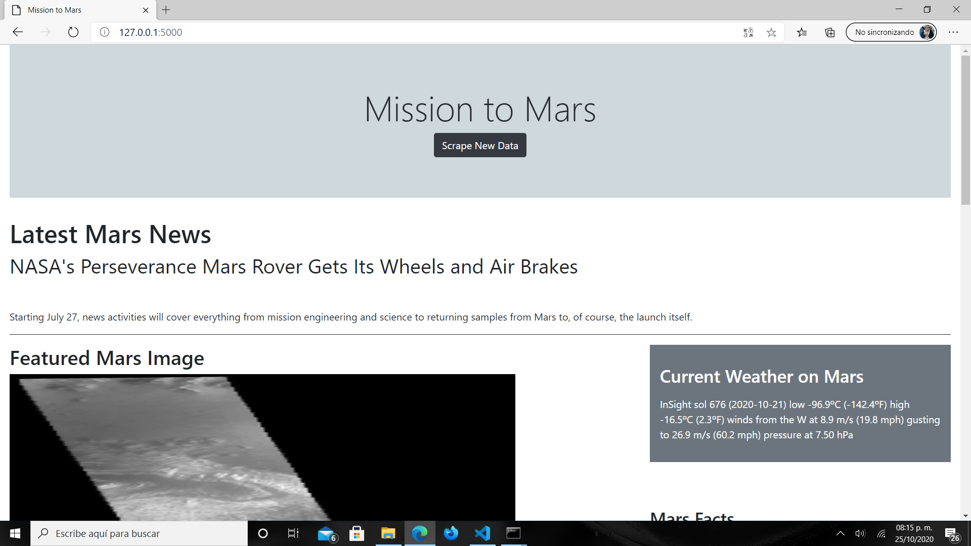 Mission to Mars
127.0.0.1:5000
No sincronizando
Mission to Mars
Scrape New Data
Latest Mars News
NASA's Perseverance Mars Rover Gets Its Wheels and Air Brakes
Starting July 27, news activities will cover everything from mission engineering and science to returning samples from Mars to, of course, the launch itself.
Featured Mars Image
Current Weather on Mars
InSight sol 676 (2020-10-21) low -96.9ºC (-142.4ºF) high
-16.5ºC (2.3ºF) winds from the W at 8.9 m/s (19.8 mph) gusting
to 26.9 m/s (60.2 mph) pressure at 7.50 hPa
Mars Facts
Escribe aquí para buscar
6
08:15 p. m.
25/10/2020
26